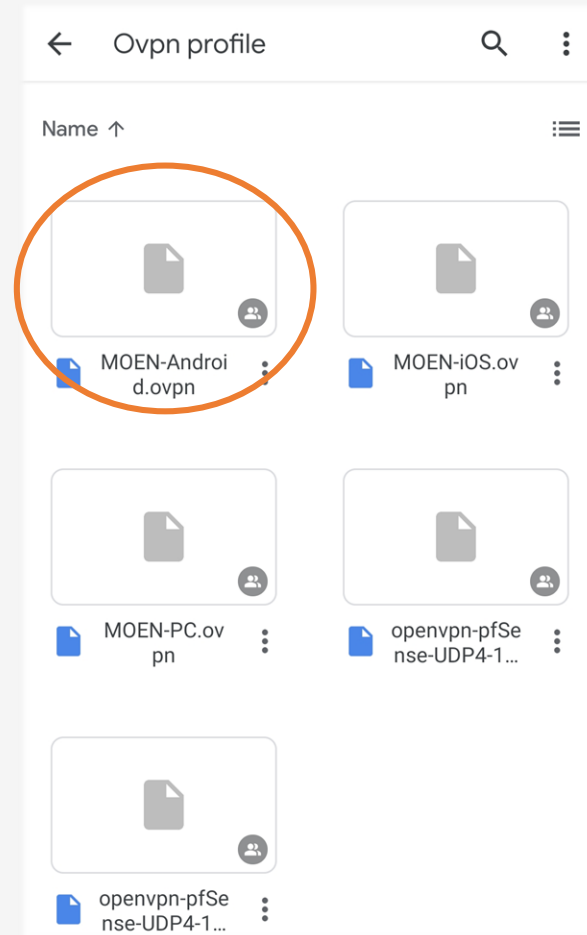 Ovpn profile
Name
MOEN-Androi
d.ovpn
MOEN-iOS.ov
pn
MOEN-PC.ov
pn
openvpn-pfSe
nse-UDP4-1...
openvpn-pfSe
nse-UDP4-1...